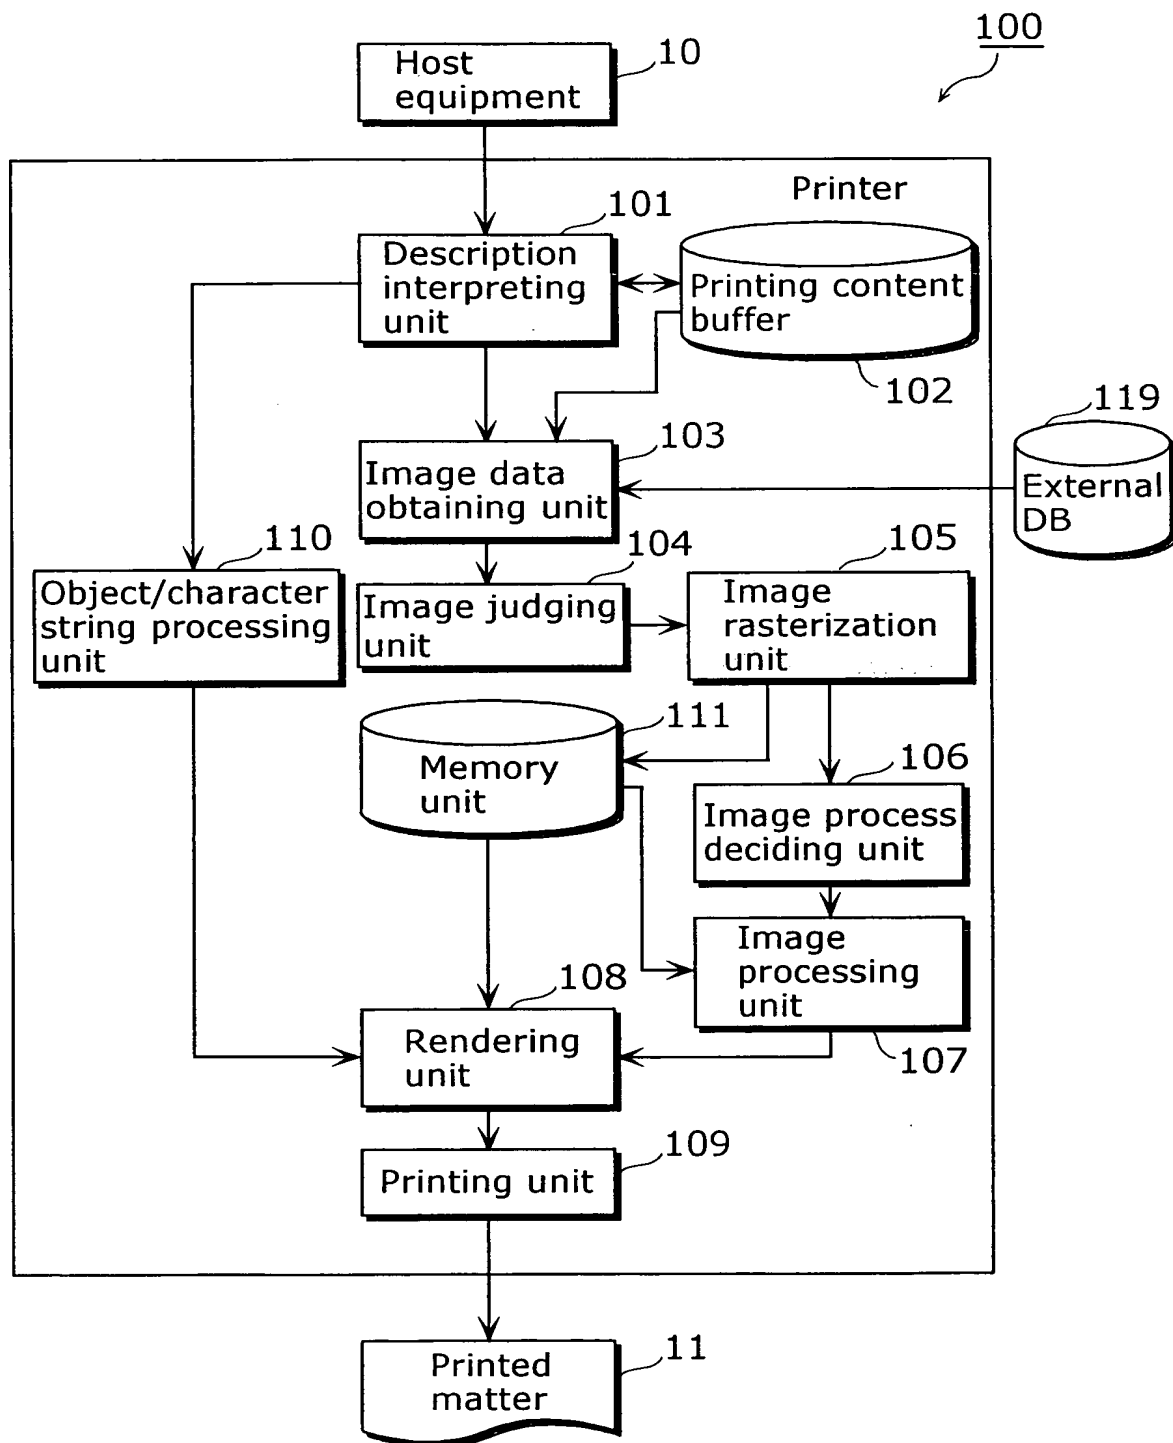 100
10
Host
equipment
Printer
101
Description
interpreting
unit
Printing content
buffer
102
119
103
Image data
obtaining unit
External
DB
110
104
105
Object/character
string processing
unit
Image judging
unit
Image
rasterization
unit
111
Memory
unit
106
Image process
deciding unit
Image
processing
unit
108
107
Rendering
unit
109
Printing unit
11
Printed
matter